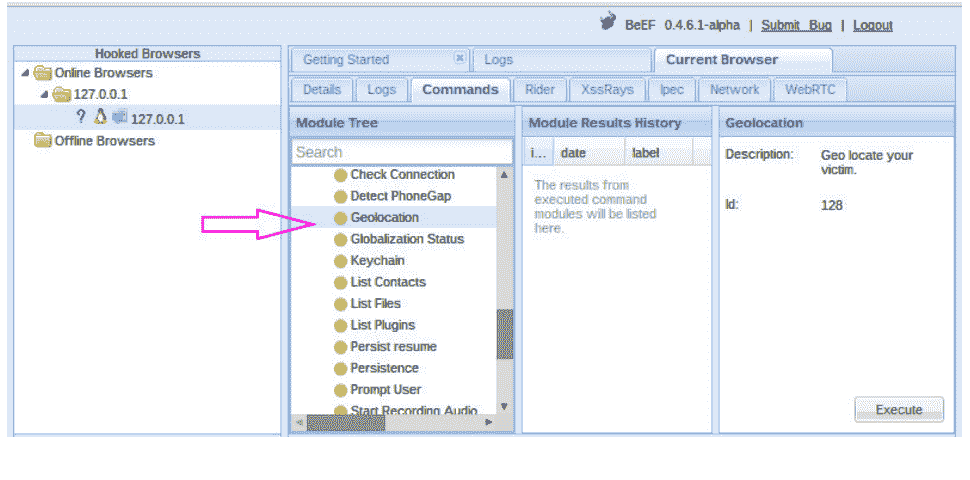 BeEF 0.4.6.1-alpha | Submit Bug | Logout
Hooked Browsers
Online Browsers
127.0.0.1
? 127.0.0.1
Offline Browsers
Getting Started
Logs
Current Browser
Details
Logs
Commands
Rider
XssRays
Ipec
Network
WebRTC
Module Tree
Search
Check Connection
Detect PhoneGap
Geolocation
Globalization Status
Keychain
List Contacts
List Files
List Plugins
Persist resume
Persistence
Prompt User
Start Recording Audio
Module Results History
i...
date
label
The results from
executed command
modules will be listed
here.
Geolocation
Description:
Geo locate your
victim.
Id:
128
Execute